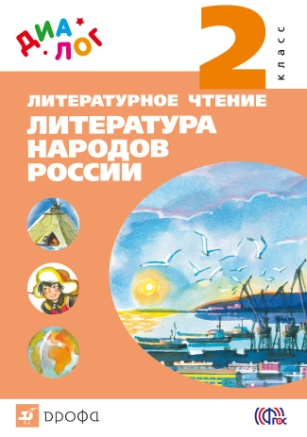 ДИА
ЛОГ
2
класс
ЛИТЕРАТУРНОЕ ЧТЕНИЕ
ЛИТЕРАТУРА
НАРОДОВ
РОССИИ
ДРОФА
ФГОС